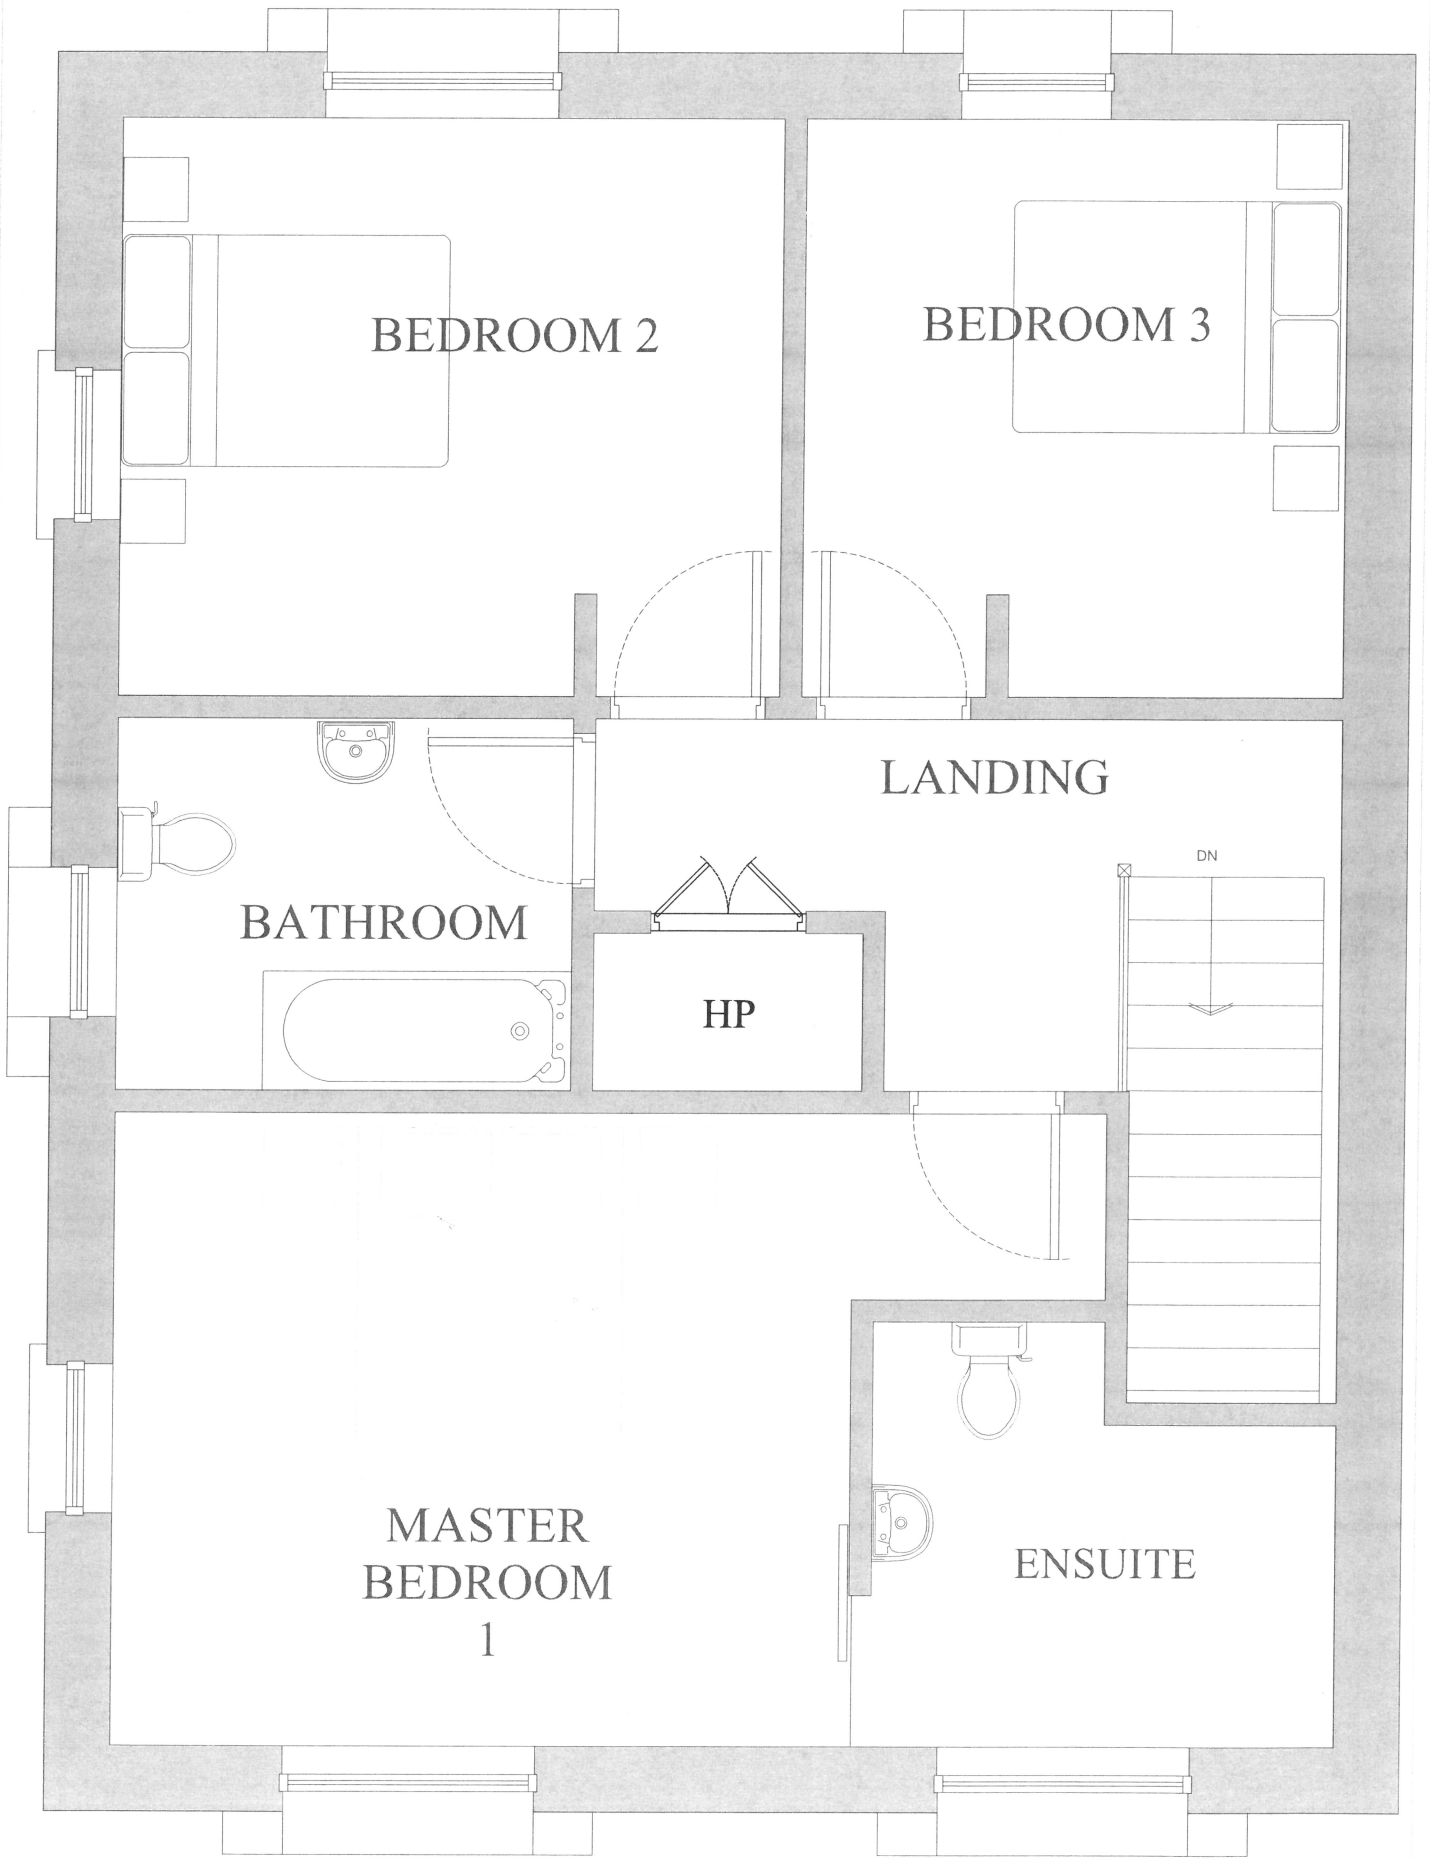 BEDROOM 2
BEDROOM 3
LANDING
DN
BATHROOM
HP
MASTER
BEDROOM
1
ENSUITE